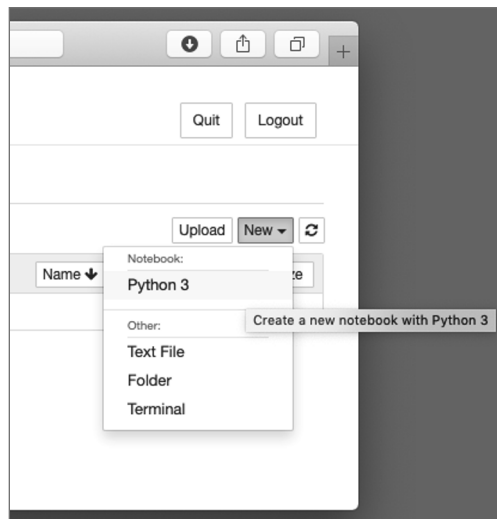 Quit Logout
Upload New
Name
Notebook:
Python 3
Create a new notebook with Python 3
Other:
Text File
Folder
Terminal